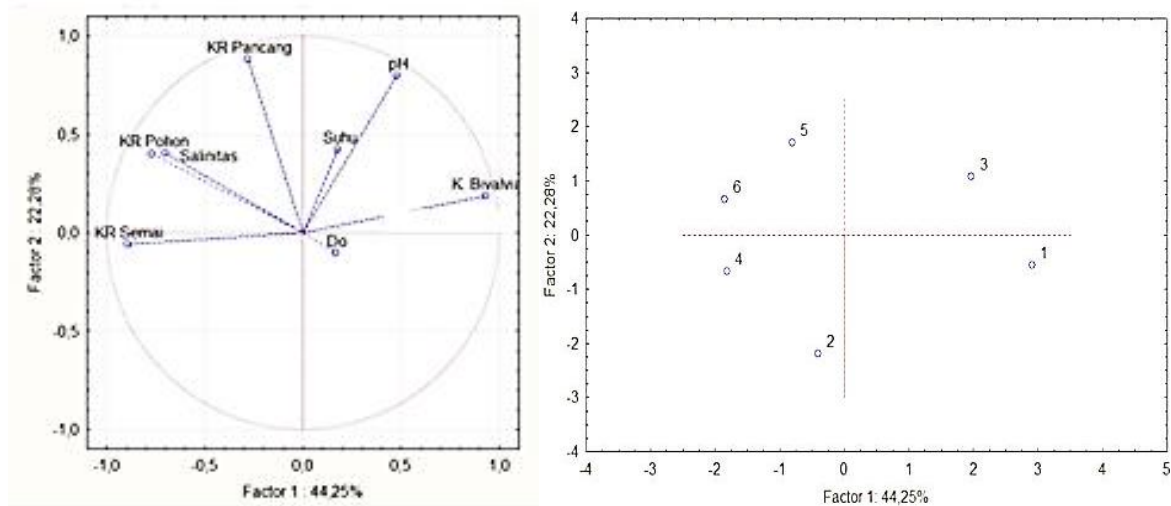 1,0
KR Pancang
pH
0,5
Suhu
KR Pohon
Salinitas
K. Bivalvia
0,0
KR Semai
Do
-0,5
-1,0
-1,0 -0,5 0,0 0,5 1,0
Factor 2 : 22,28%
Factor 1 : 44,25%
4
3
2
1
0
-1
-2
-3
-4
5
3
6
4
1
2
-4 -3 -2 -1 0 1 2 3 4 5
Factor 2: 22,28%
Factor 1: 44,25%